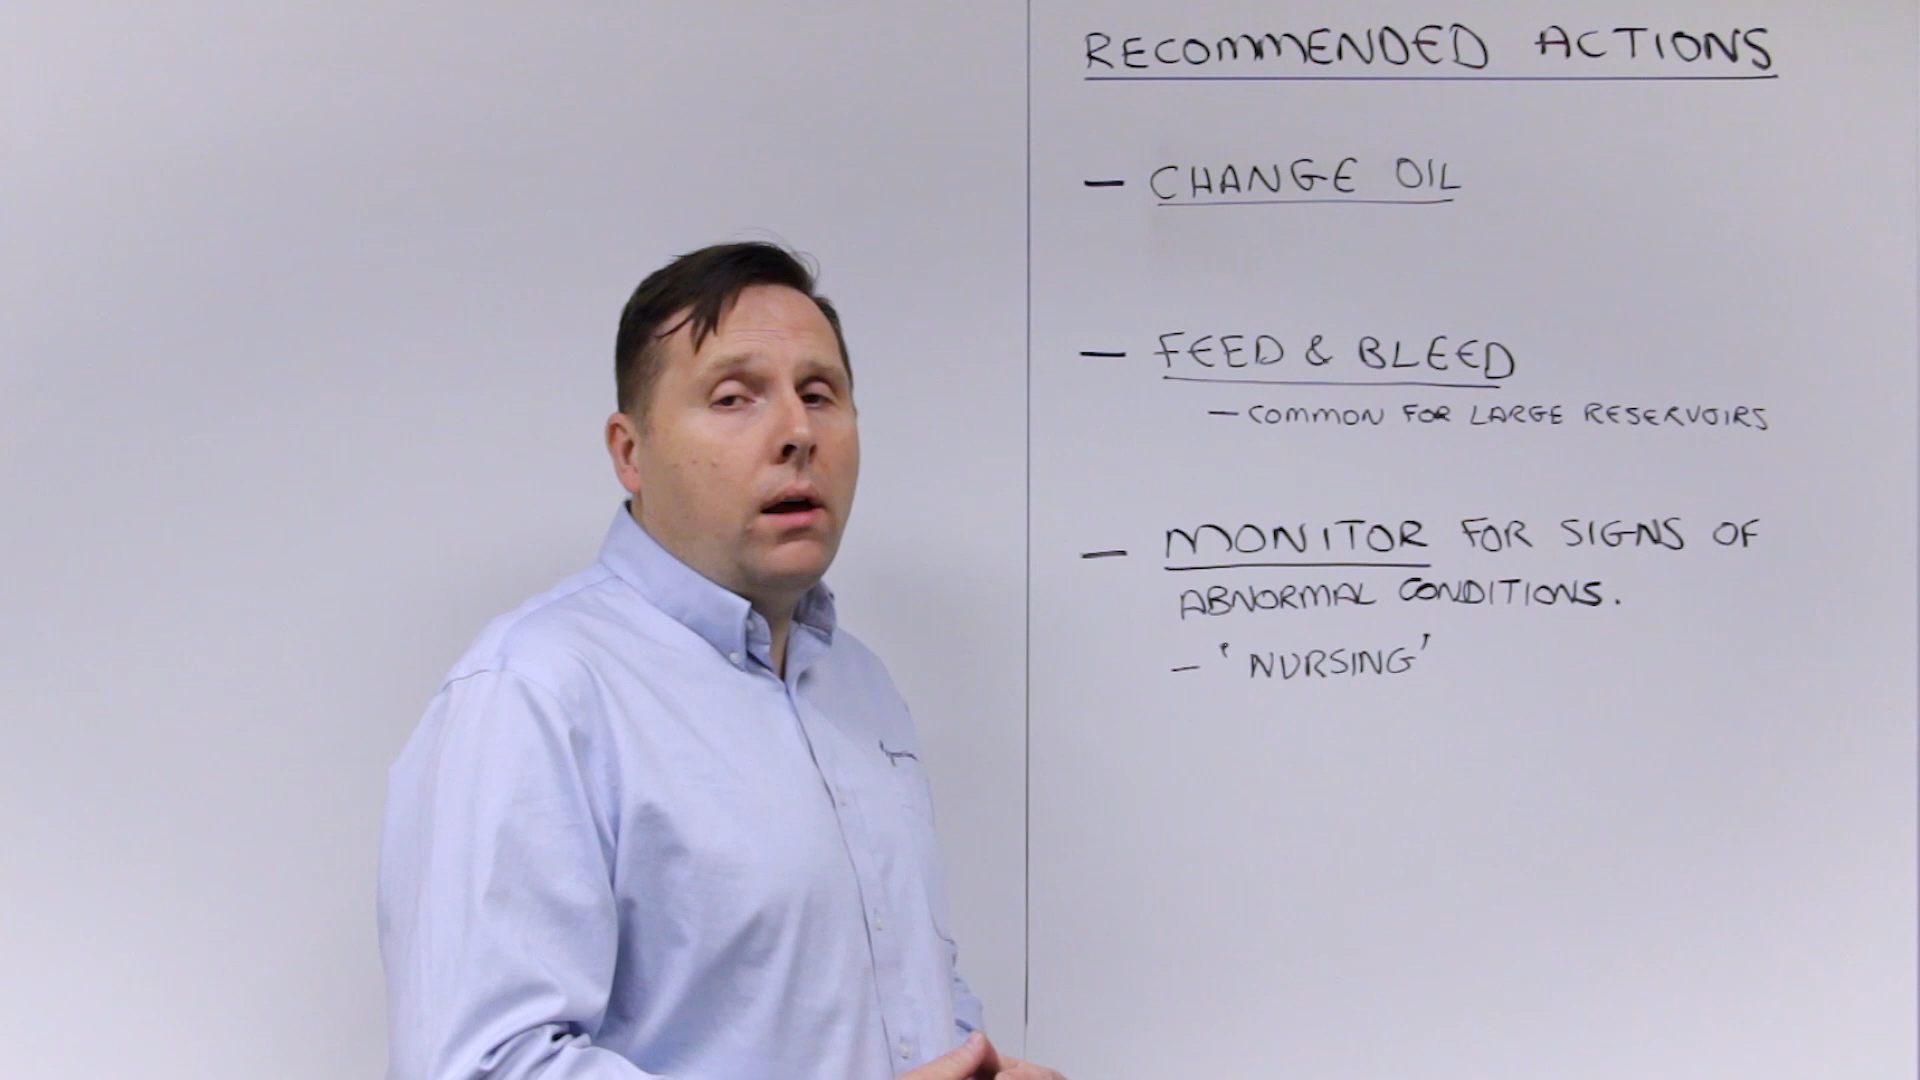 RECOMMENDED ACTIONS
— CHANGE OIL
— FEED & BLEED
— COMMON FOR LARGE RESERVOIRS
— MONITOR FOR SIGNS OF
ABNORMAL CONDITIONS.
— 'NURSING'